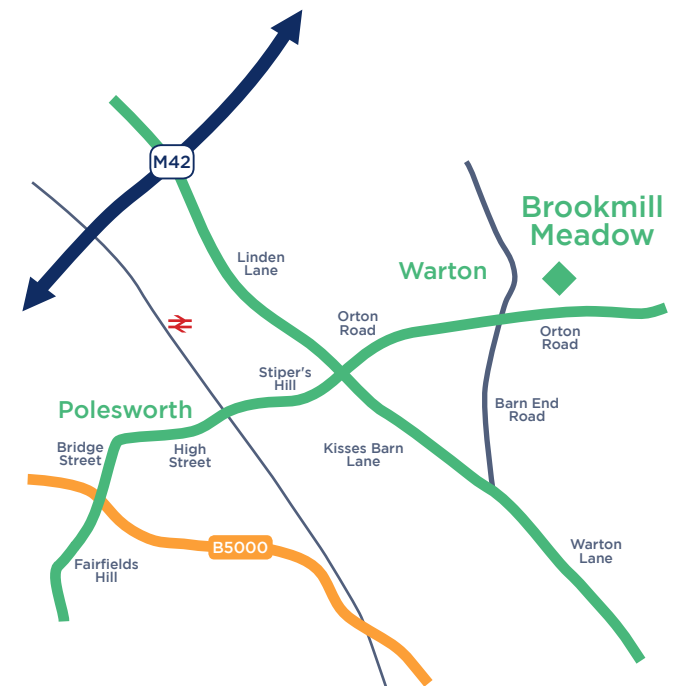 M42
Brookmill
Meadow
Linden
Lane
Warton
Orton
Road
Orton
Road
Stiper's
Hill
Polesworth
Barn End
Road
Bridge
Street
High
Street
Kisses Barn
Lane
B5000
Warton
Lane
Fairfields
Hill